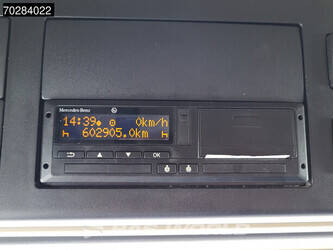 70284022
Mercedes-Benz
14:39 0km/h
h 602905.0km h
OK